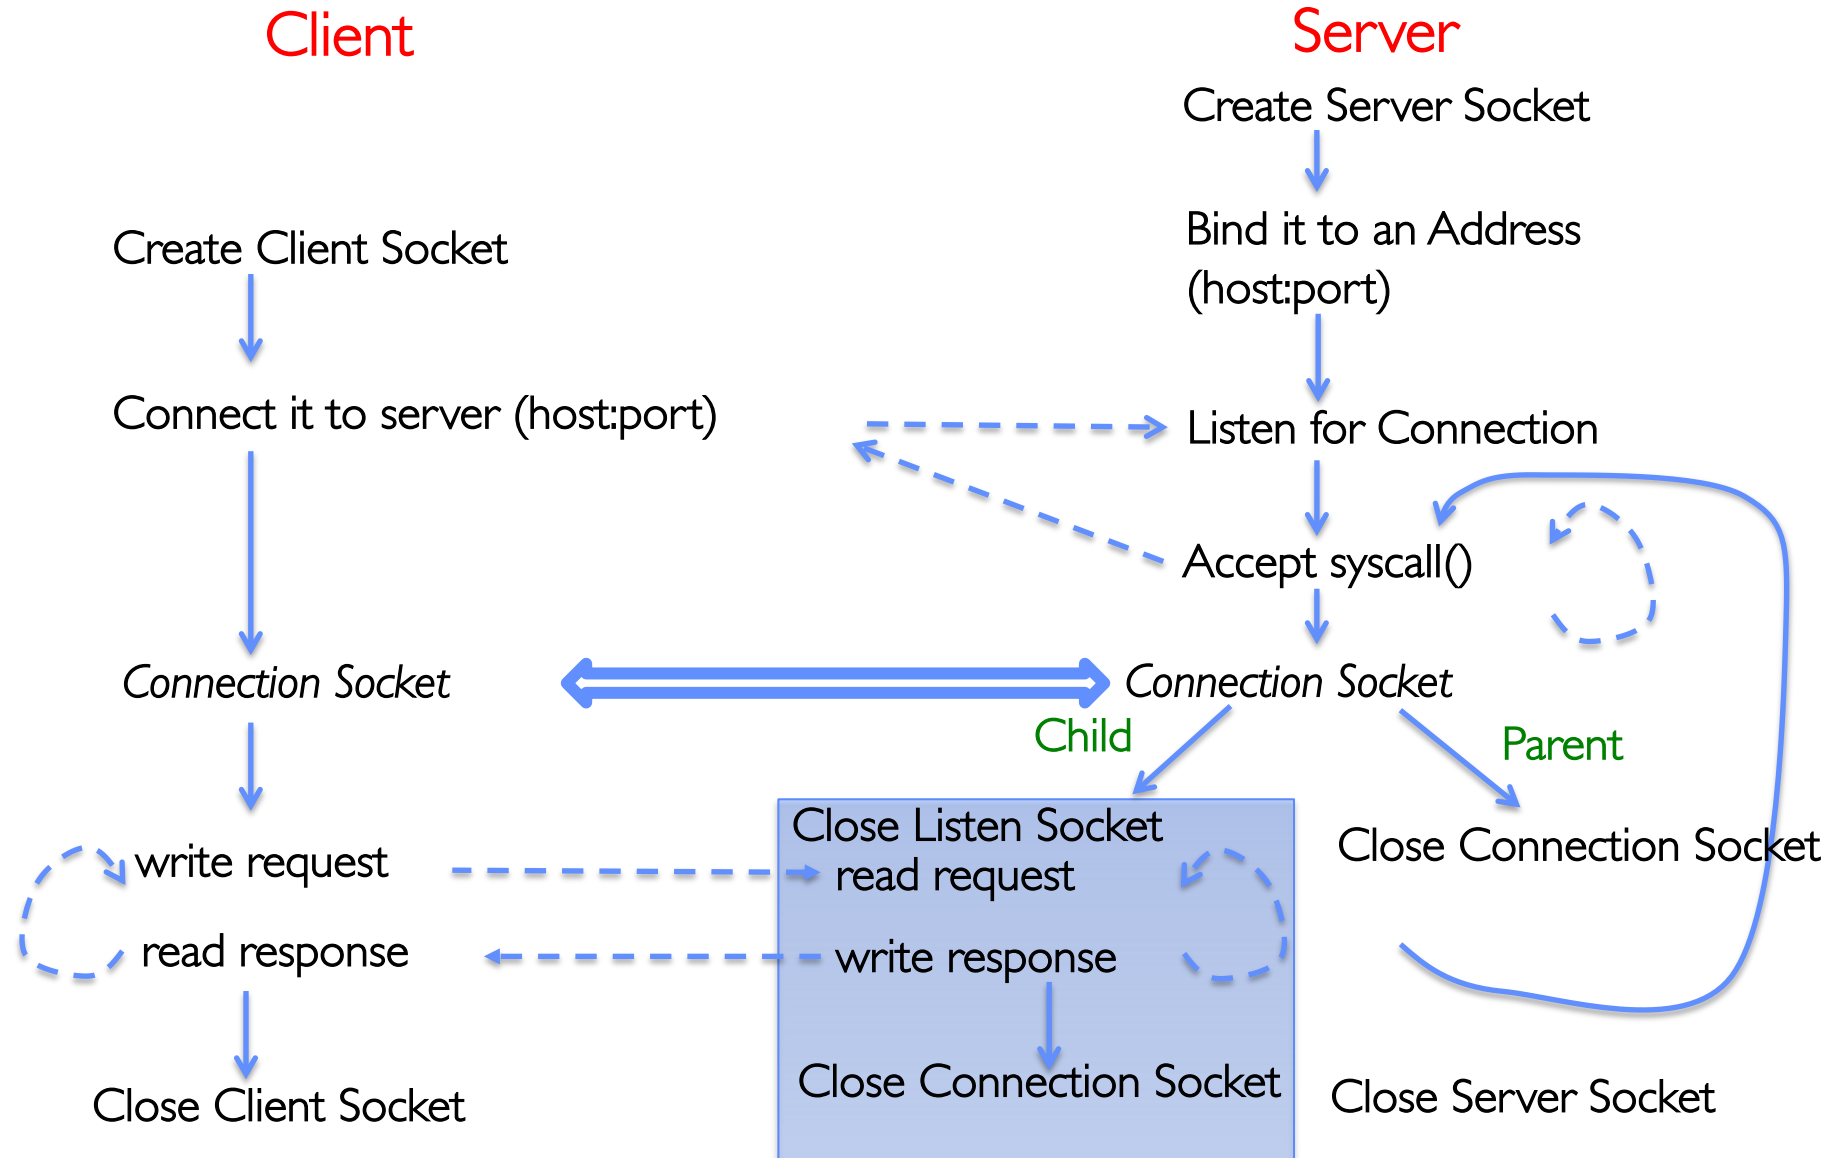 Client
Server
Create Server Socket
Bind it to an Address
(host:port)
Create Client Socket
Connect it to server (host:port)
Listen for Connection
Accept syscall()
Connection Socket
Connection Socket
Child
Parent
Close Listen Socket
write request
read request
Close Connection Socket
read response
write response
Close Connection Socket
Close Client Socket
Close Server Socket